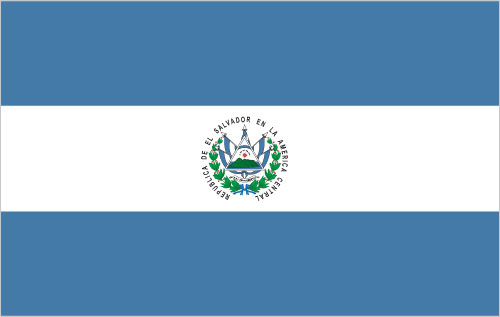 REPUBLICA DE EL SALVADOR EN LA AMERICA CENTRAL